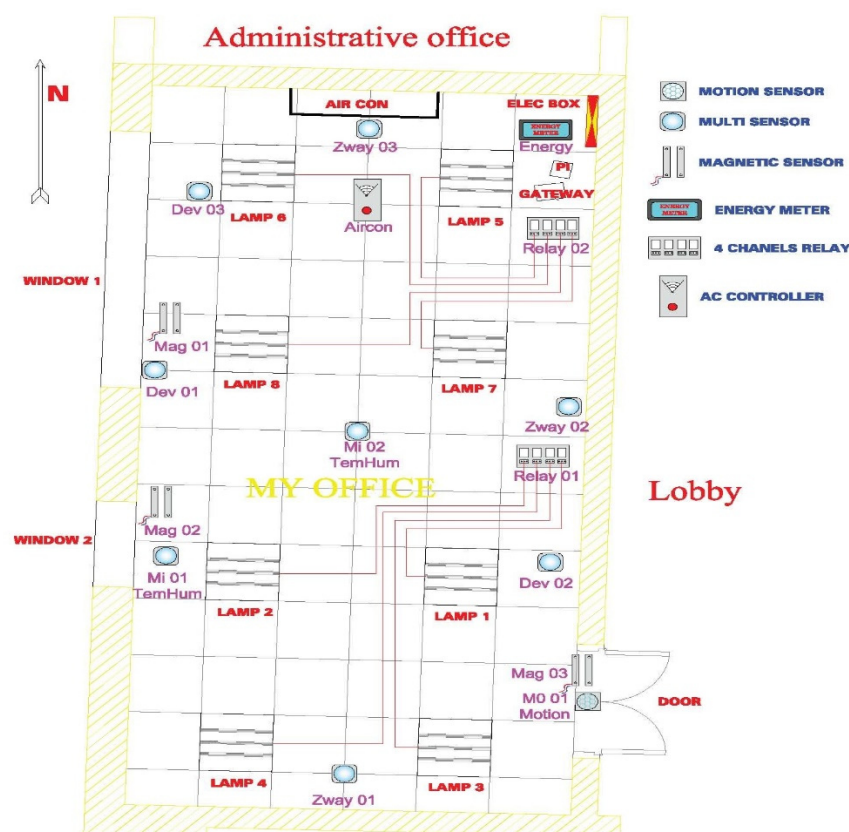 Administrative office
N
AIR CON
ELEC BOX
MOTION SENSOR
MULTI SENSOR
MAGNETIC SENSOR
ENERGY
METER
ENERGY METER
4 CHANELS RELAY
AC CONTROLLER
Zway 03
ENERGY
METER
Energy
PI
GATEWAY
Dev 03
LAMP 6
Aircon
LAMP 5
Relay 02
WINDOW 1
Mag 01
LAMP 8
LAMP 7
Dev 01
Zway 02
Mi 02
TemHum
Relay 01
MY OFFICE
Lobby
Mag 02
WINDOW 2
Mi 01
TemHum
Dev 02
LAMP 2
LAMP 1
Mag 03
M0 01
Motion
DOOR
LAMP 4
LAMP 3
Zway 01